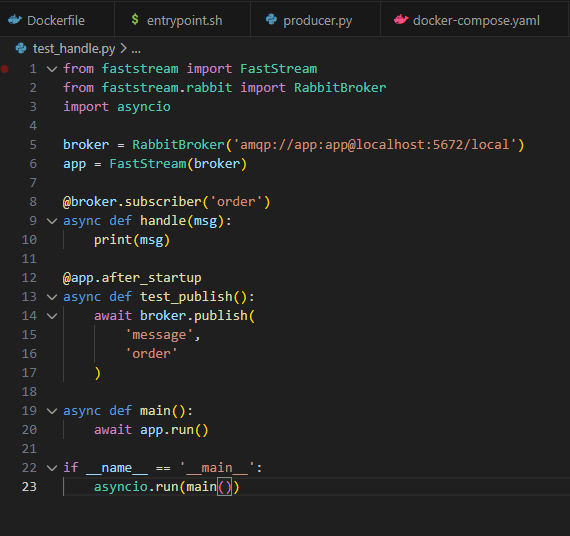 Dockerfile $ entrypoint.sh producer.py docker-compose.yaml
test_handle.py > ...
1 from faststream import FastStream
2 from faststream.rabbit import RabbitBroker
3 import asyncio
4
5 broker = RabbitBroker('amqp://app:app@localhost:5672/local')
6 app = FastStream(broker)
7
8 @broker.subscriber('order')
9 async def handle(msg):
10     print(msg)
11
12 @app.after_startup
13 async def test_publish():
14     await broker.publish(
15         'message',
16         'order'
17     )
18
19 async def main():
20     await app.run()
21
22 if __name__ == '__main__':
23     asyncio.run(main())